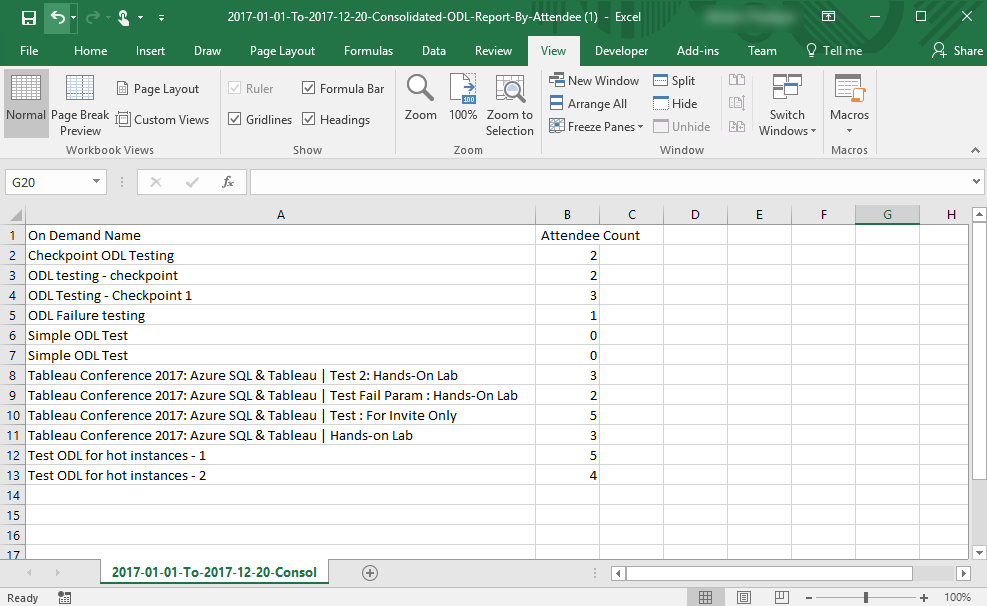 2017-01-01-To-2017-12-20-Consolidated-ODL-Report-By-Attendee (1) - Excel
File Home Insert Draw Page Layout Formulas Data Review View Developer Add-ins Team Tell me Share
Normal
Page Break Preview
Page Layout
Custom Views
Workbook Views
Ruler
Formula Bar
Gridlines
Headings
Show
Zoom
100
100%
Zoom to Selection
Zoom
New Window
Arrange All
Freeze Panes
Split
Hide
Unhide
Switch Windows
Window
Macros
Macros
G20
fx
A B C D E F G H
1 On Demand Name Attendee Count
2 Checkpoint ODL Testing 2
3 ODL testing - checkpoint 2
4 ODL Testing - Checkpoint 1 3
5 ODL Failure testing 1
6 Simple ODL Test 0
7 Simple ODL Test 0
8 Tableau Conference 2017: Azure SQL & Tableau | Test 2: Hands-On Lab 3
9 Tableau Conference 2017: Azure SQL & Tableau | Test Fail Param : Hands-On Lab 2
10 Tableau Conference 2017: Azure SQL & Tableau | Test : For Invite Only 5
11 Tableau Conference 2017: Azure SQL & Tableau | Hands-on Lab 3
12 Test ODL for hot instances - 1 5
13 Test ODL for hot instances - 2 4
14
15
16
17
2017-01-01-To-2017-12-20-Consol
Ready
100%